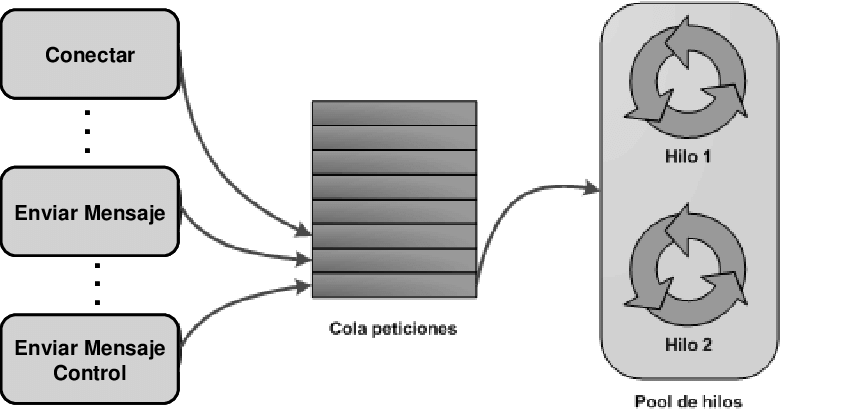 Conectar
Enviar Mensaje
Enviar Mensaje
Control
Cola peticiones
Hilo 1
Hilo 2
Pool de hilos